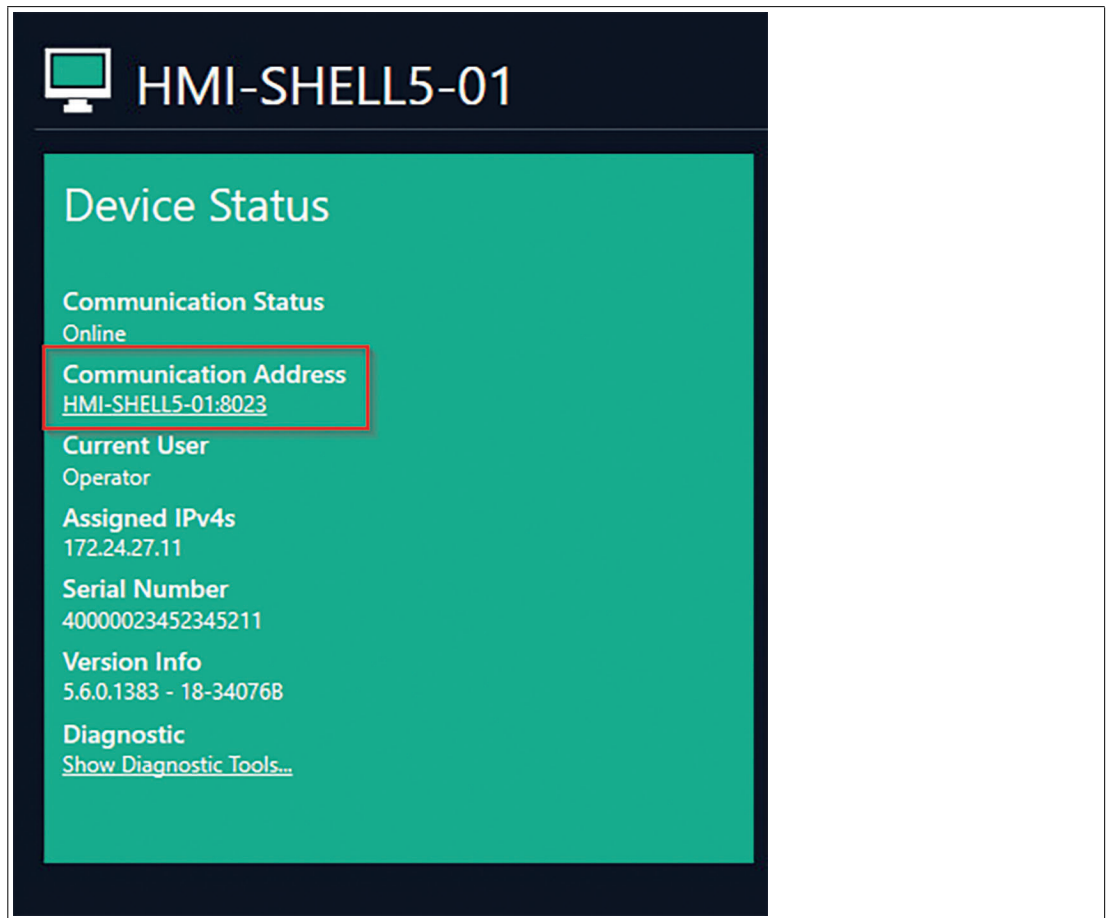 HMI-SHELL5-01
Device Status
Communication Status
Online
Communication Address
HMI-SHELL5-01:8023
Current User
Operator
Assigned IPv4s
172.24.27.11
Serial Number
40000023452345211
Version Info
5.6.0.1383 - 18-34076B
Diagnostic
Show Diagnostic Tools...